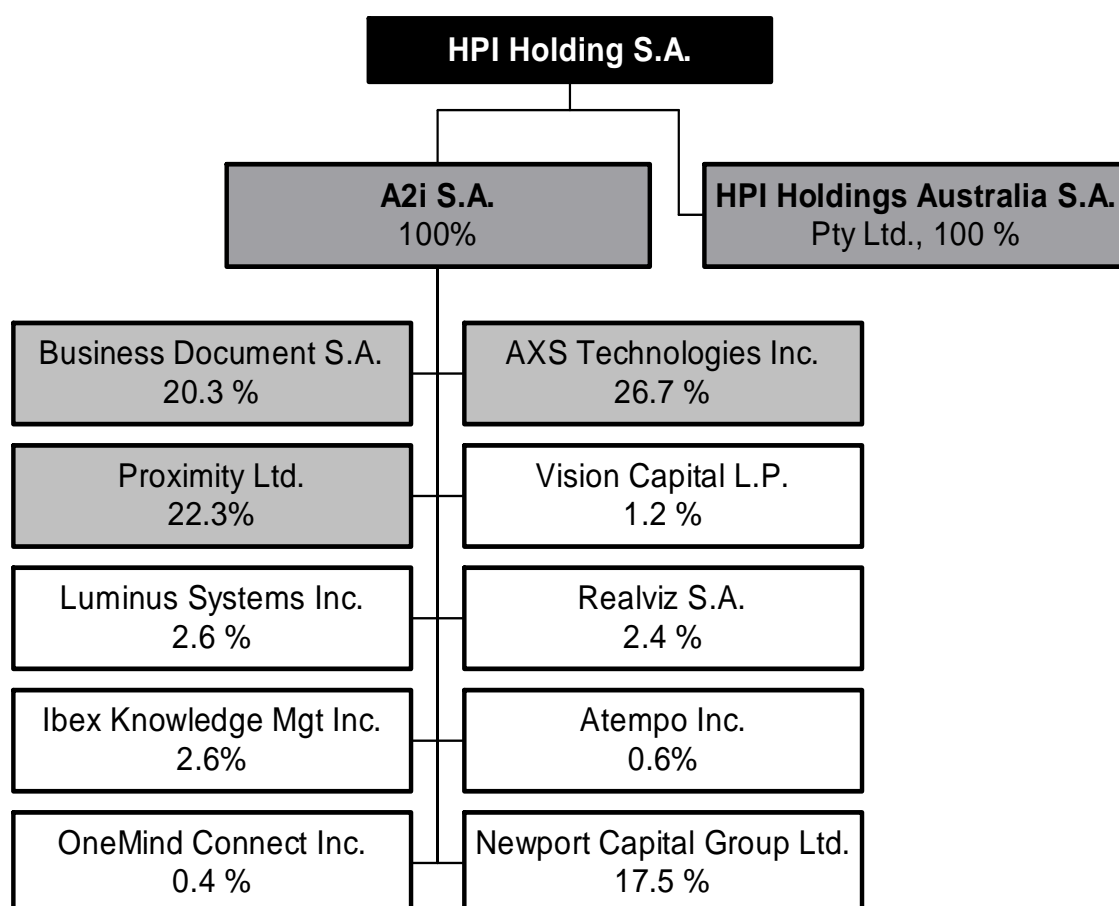 HPI Holding S.A.
A2i S.A.
100%
HPI Holdings Australia S.A.
Pty Ltd., 100 %
Business Document S.A.
20.3 %
AXS Technologies Inc.
26.7 %
Proximity Ltd.
22.3%
Vision Capital L.P.
1.2 %
Luminus Systems Inc.
2.6 %
Realviz S.A.
2.4 %
Ibex Knowledge Mgt Inc.
2.6%
Atempo Inc.
0.6%
OneMind Connect Inc.
0.4 %
Newport Capital Group Ltd.
17.5 %